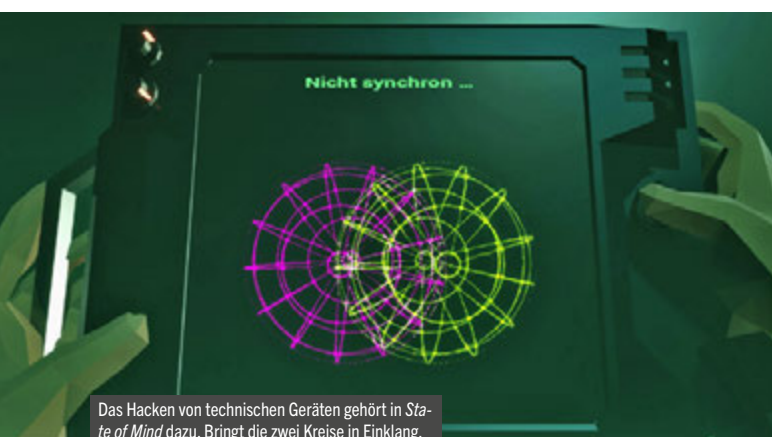 Nicht synchron ...
Das Hacken von technischen Geräten gehört in Sta-
te of Mind dazu. Bringt die zwei Kreise in Einklang.